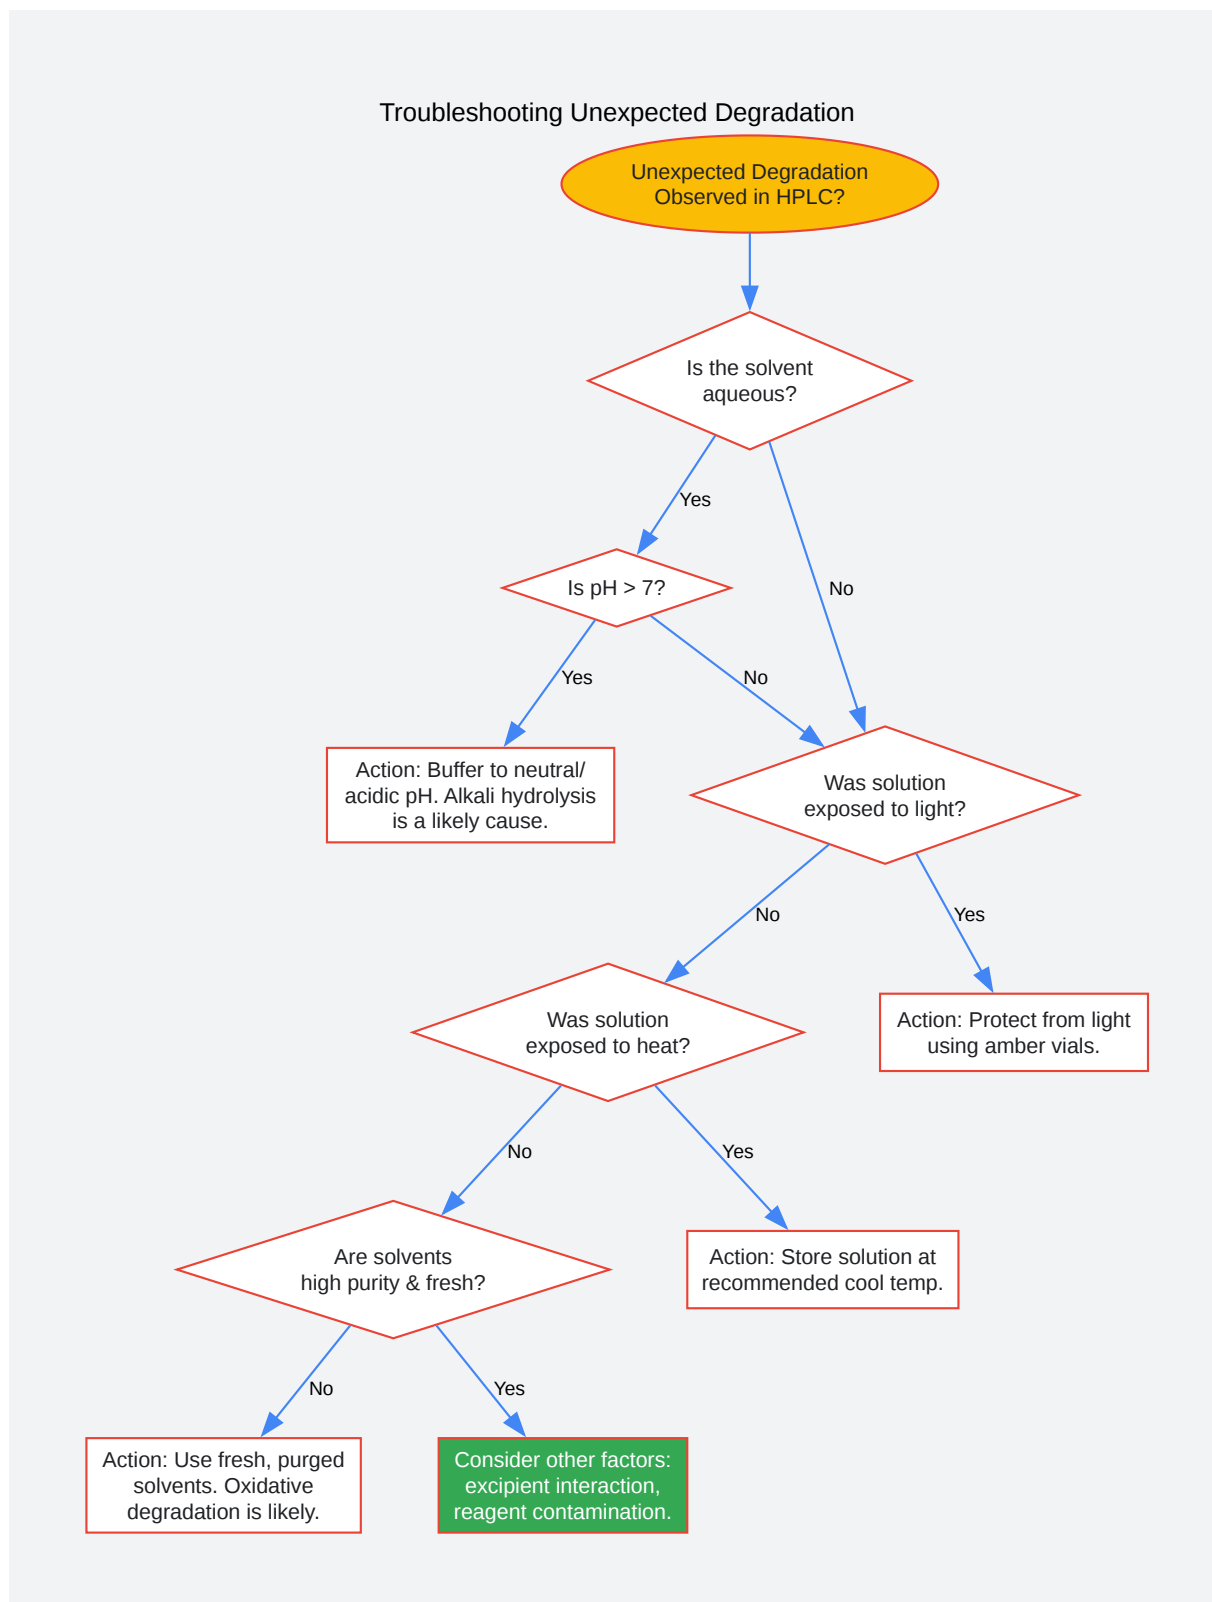 Troubleshooting Unexpected Degradation
Unexpected Degradation
Observed in HPLC?
Is the solvent
aqueous?
Yes
No
Is pH > 7?
Yes
No
Action: Buffer to neutral/
acidic pH. Alkali hydrolysis
is a likely cause.
Was solution
exposed to light?
No
Yes
Was solution
exposed to heat?
Action: Protect from light
using amber vials.
No
Yes
Are solvents
high purity & fresh?
Action: Store solution at
recommended cool temp.
No
Yes
Action: Use fresh, purged
solvents. Oxidative
degradation is likely.
Consider other factors:
excipient interaction,
reagent contamination.